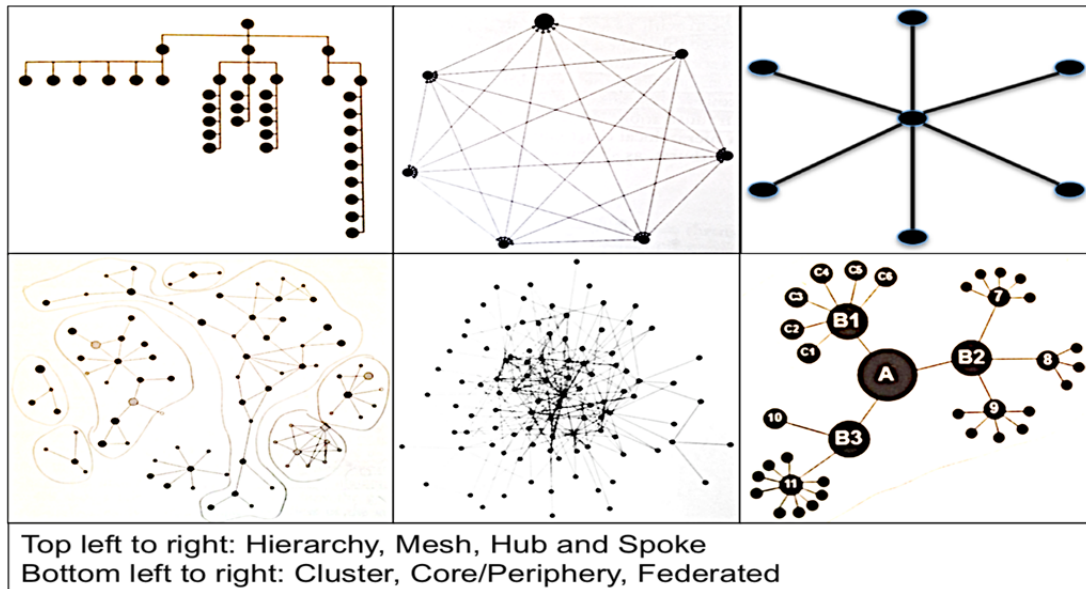 C4
C5
C6
C3
B1
C2
C1
7
A
B2
8
9
10
B3
11
Top left to right: Hierarchy, Mesh, Hub and Spoke
Bottom left to right: Cluster, Core/Periphery, Federated